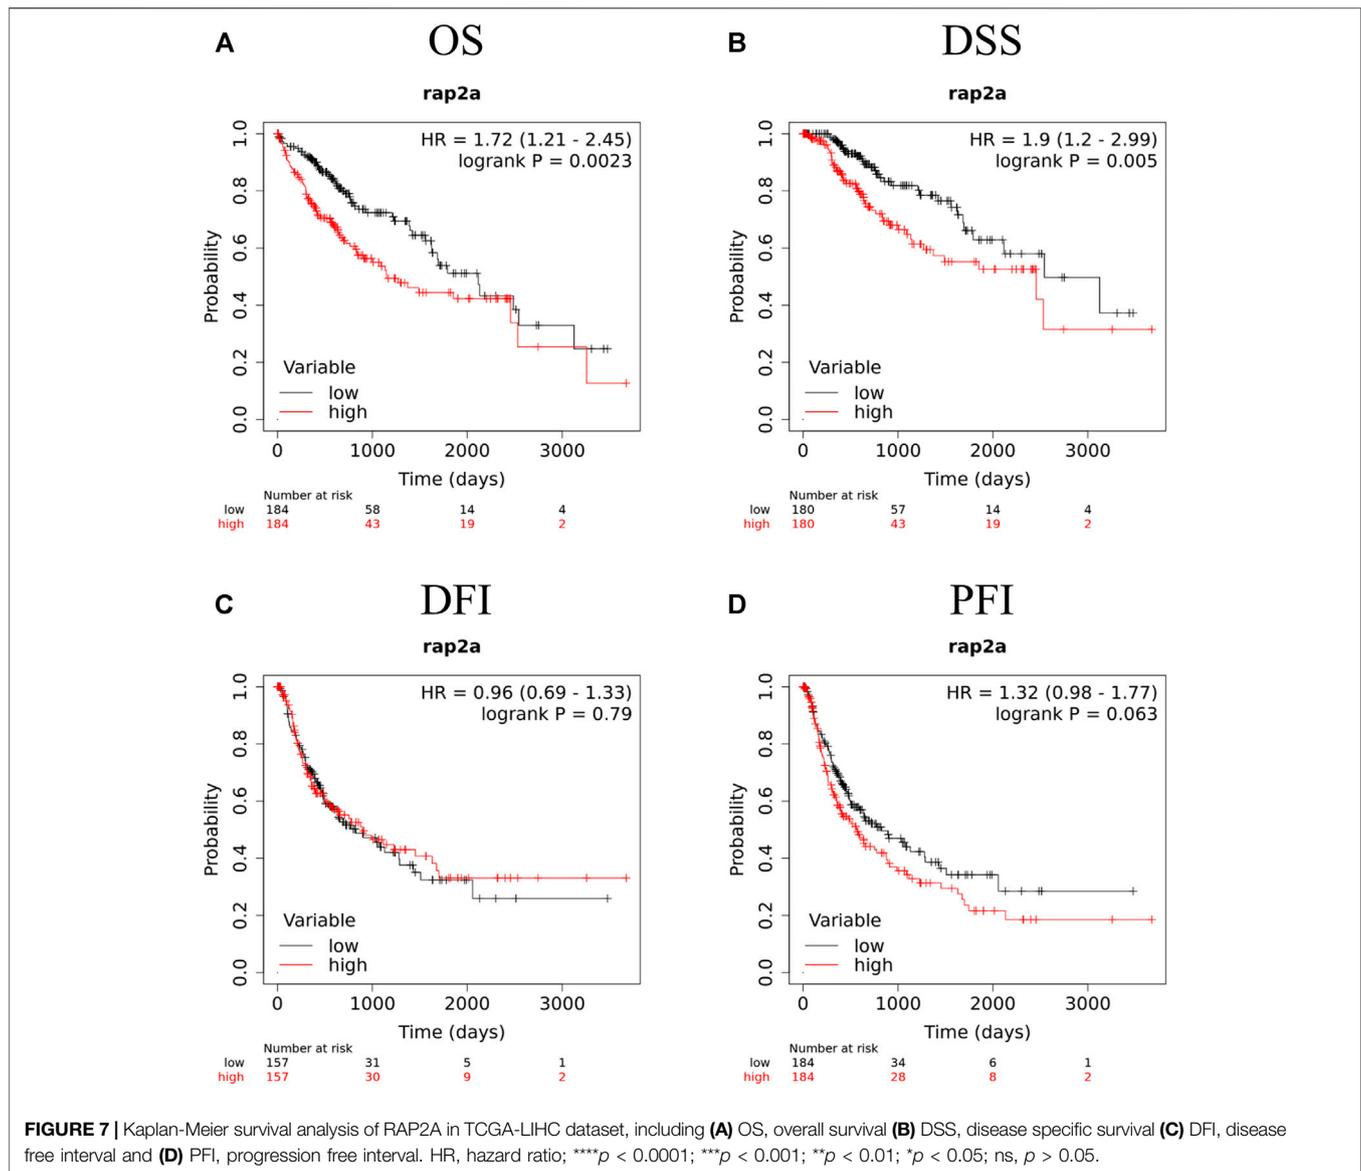 A OS
rap2a
HR = 1.72 (1.21 - 2.45)
logrank P = 0.0023
Probability
1.0
0.8
0.6
0.4
0.2
0.0
Variable
low
high
0 1000 2000 3000
Time (days)
Number at risk
low 184 58 14 4
high 184 43 19 2
B DSS
rap2a
HR = 1.9 (1.2 - 2.99)
logrank P = 0.005
Probability
1.0
0.8
0.6
0.4
0.2
0.0
Variable
low
high
0 1000 2000 3000
Time (days)
Number at risk
low 180 57 14 4
high 180 43 19 2
C DFI
rap2a
HR = 0.96 (0.69 - 1.33)
logrank P = 0.79
Probability
1.0
0.8
0.6
0.4
0.2
0.0
Variable
low
high
0 1000 2000 3000
Time (days)
Number at risk
low 157 31 5 1
high 157 30 9 2
D PFI
rap2a
HR = 1.32 (0.98 - 1.77)
logrank P = 0.063
Probability
1.0
0.8
0.6
0.4
0.2
0.0
Variable
low
high
0 1000 2000 3000
Time (days)
Number at risk
low 184 34 6 1
high 184 28 8 2
FIGURE 7 | Kaplan-Meier survival analysis of RAP2A in TCGA-LIHC dataset, including (A) OS, overall survival (B) DSS, disease specific survival (C) DFI, disease
free interval and (D) PFI, progression free interval. HR, hazard ratio; ****p < 0.0001; ***p < 0.001; **p < 0.01; *p < 0.05; ns, p > 0.05.